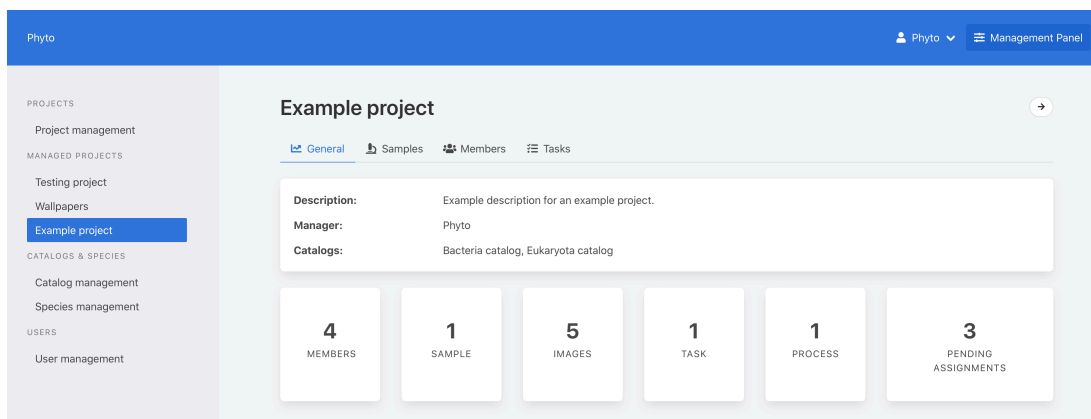 Phyto
Phyto
Management Panel
PROJECTS
Project management
MANAGED PROJECTS
Testing project
Wallpapers
Example project
CATALOGS & SPECIES
Catalog management
Species management
USERS
User management
Example project
General Samples Members Tasks
Description: Example description for an example project.
Manager: Phyto
Catalogs: Bacteria catalog, Eukaryota catalog
4
MEMBERS
1
SAMPLE
5
IMAGES
1
TASK
1
PROCESS
3
PENDING
ASSIGNMENTS